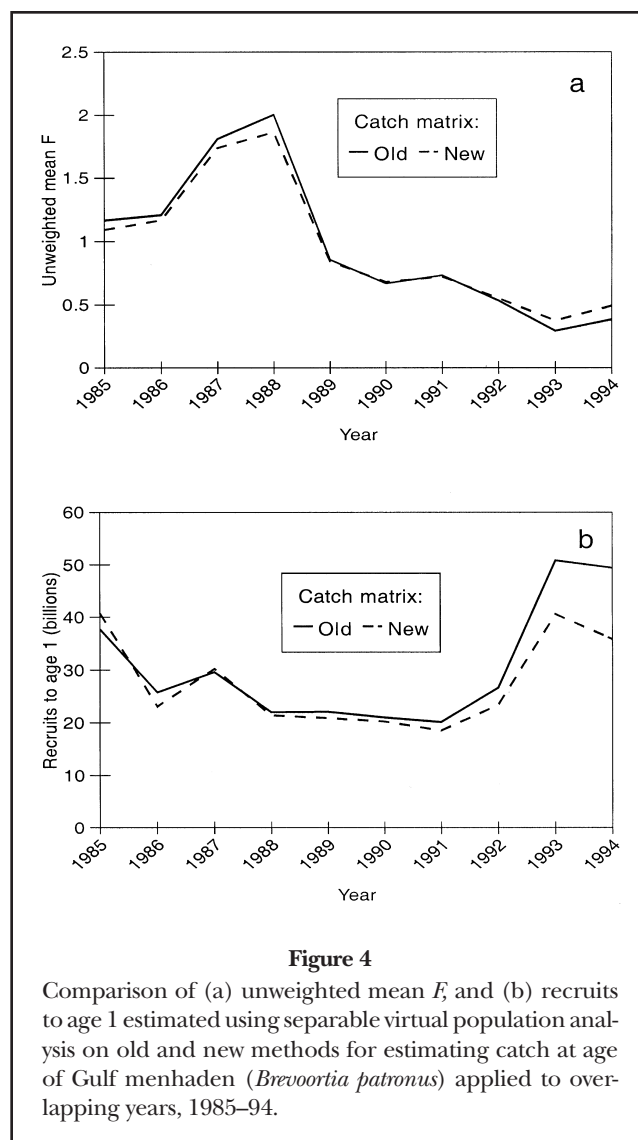 2.5
2
1.5
1
0.5
0
Unweighted mean F
a
Catch matrix:
Old New
1985
1986
1987
1988
1989
1990
1991
1992
1993
1994
Year
60
50
40
30
20
10
0
Recruits to age 1 (billions)
b
Catch matrix:
Old New
1985
1986
1987
1988
1989
1990
1991
1992
1993
1994
Year
Figure 4
Comparison of (a) unweighted mean F, and (b) recruits
to age 1 estimated using separable virtual population anal-
ysis on old and new methods for estimating catch at age
of Gulf menhaden (Brevoortia patronus) applied to over-
lapping years, 1985–94.